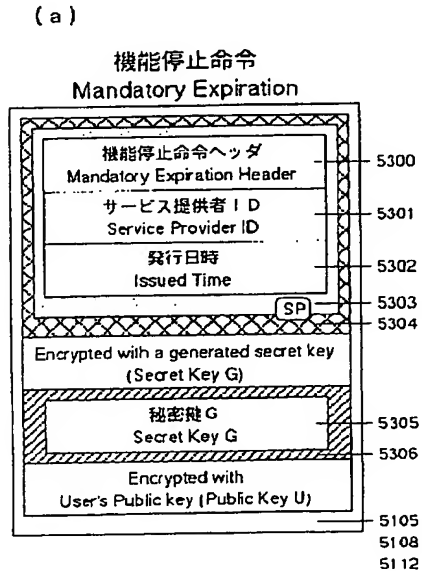 (a)
機能停止命令
Mandatory Expiration
機能停止命令ヘッダ
Mandatory Expiration Header
5300
サービス提供者ID
Service Provider ID
5301
発行日時
Issued Time
5302
SP
5303
5304
Encrypted with a generated secret key
(Secret Key G)
秘密鍵G
Secret Key G
5305
5306
Encrypted with
User's Public key (Public Key U)
5105
5108
5112